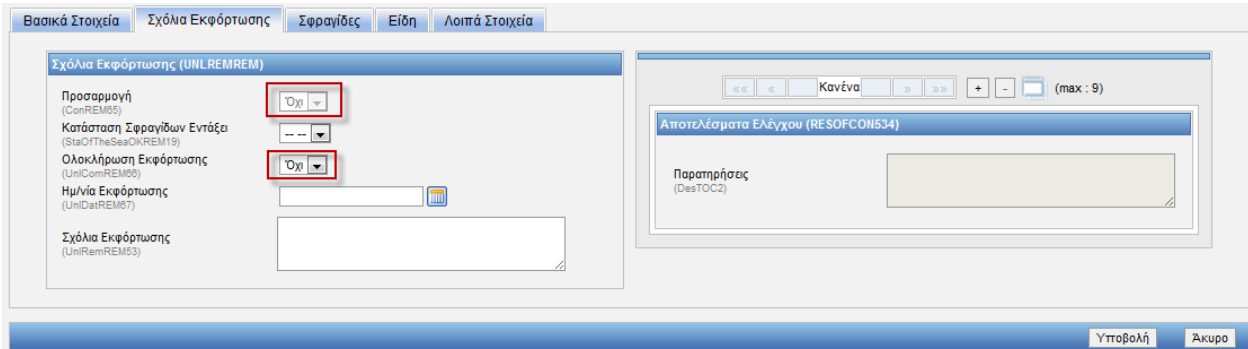 Βασικά Στοιχεία Σχόλια Εκφόρτωσης Σφραγίδες Είδη Λοιπά Στοιχεία
Σχόλια Εκφόρτωσης (UNLREMREM)
Προσαρμογή
(ConREM65)
Όχι
Κατάσταση Σφραγίδων Εντάξει
(StaOfTheSeaOKREM19)
-- --
Ολοκλήρωση Εκφόρτωσης
(UnlComREM66)
Όχι
Ημ/νία Εκφόρτωσης
(UnlDatREM67)
Σχόλια Εκφόρτωσης
(UnlRemREM53)
«« « Κανένα » »» + - (max : 9)
Αποτελέσματα Ελέγχου (RESOFCON534)
Παρατηρήσεις
(DesTOC2)
Υποβολή Άκυρο